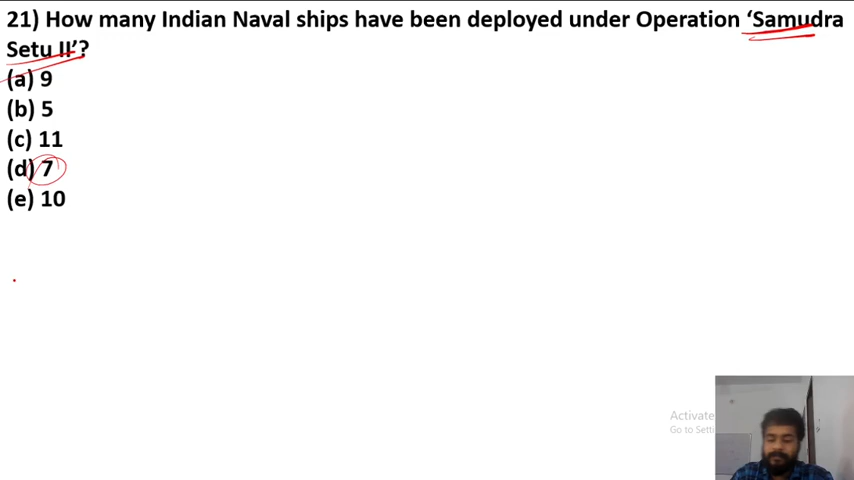 21) How many Indian Naval ships have been deployed under Operation ‘Samudra
Setu II’?
(a) 9
(b) 5
(c) 11
(d) 7
(e) 10
Activate
Go to Setti